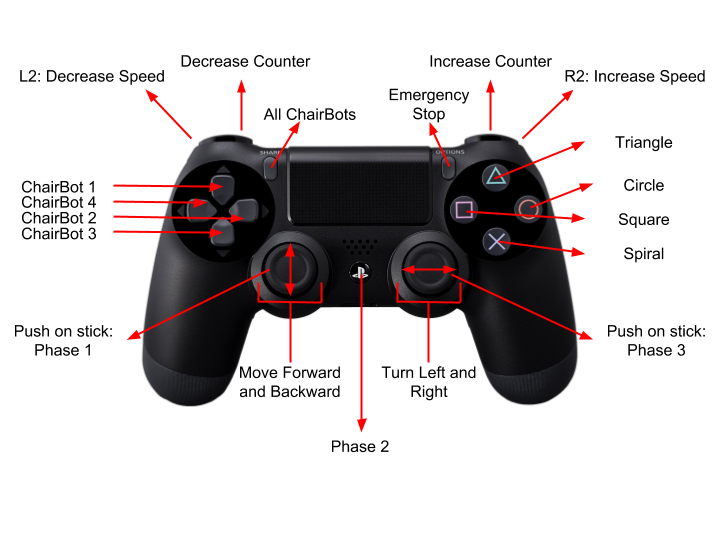 Decrease Counter
Increase Counter
L2: Decrease Speed
R2: Increase Speed
All ChairBots
Emergency
Stop
SHARE
OPTIONS
Triangle
Circle
Square
Spiral
ChairBot 1
ChairBot 4
ChairBot 2
ChairBot 3
Push on stick:
Phase 1
Push on stick:
Phase 3
Move Forward
and Backward
Turn Left and
Right
Phase 2